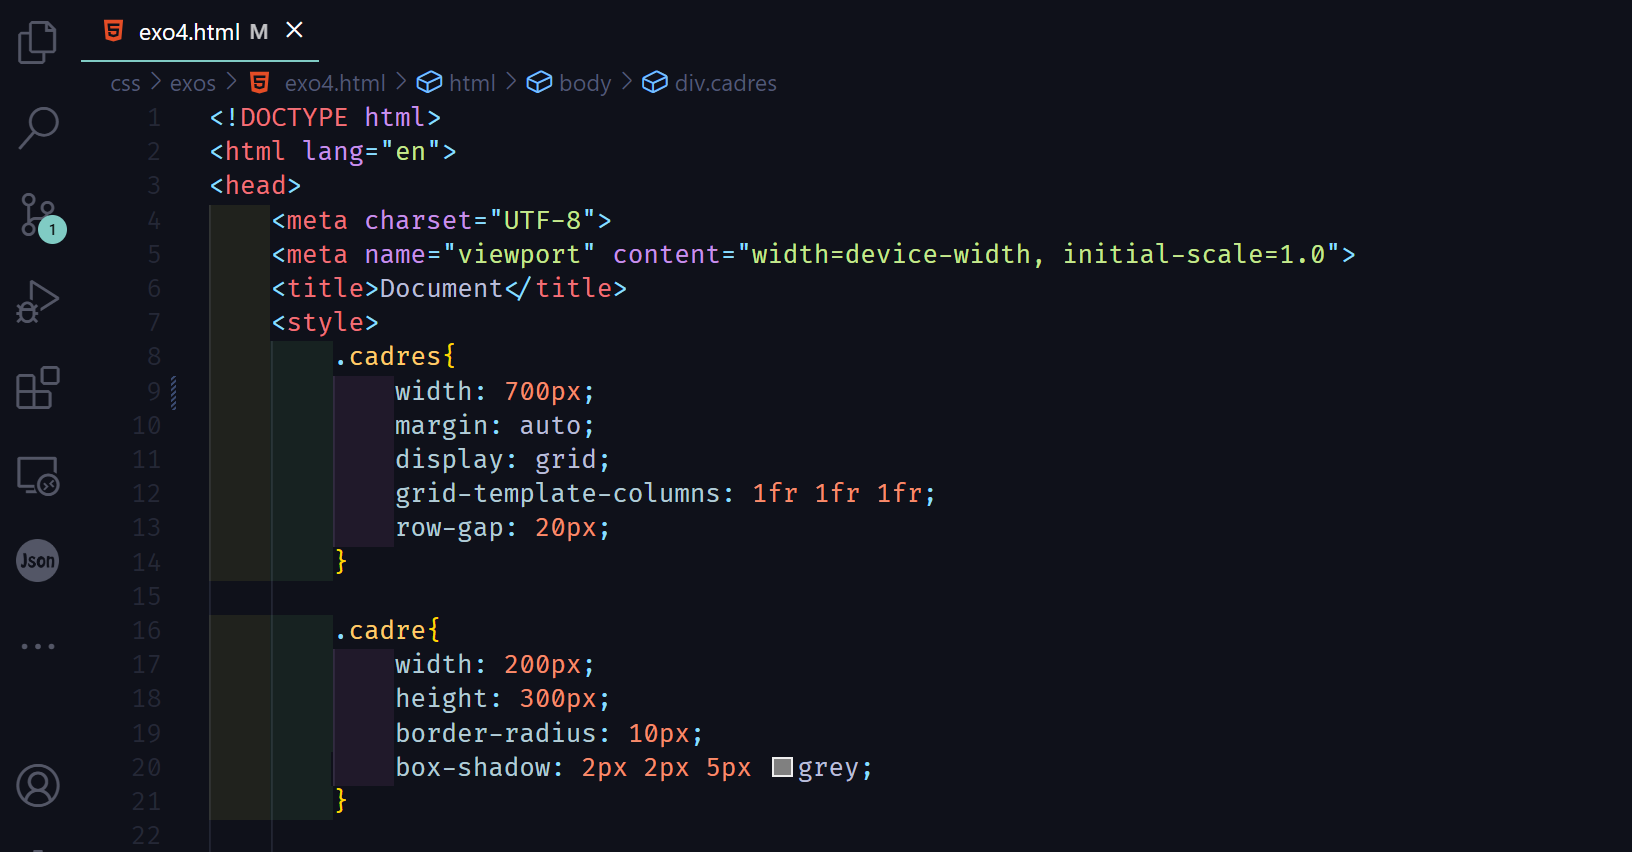 exo4.html M
css > exos > exo4.html > html > body > div.cadres
1 <!DOCTYPE html>
2 <html lang="en">
3 <head>
4 <meta charset="UTF-8">
5 <meta name="viewport" content="width=device-width, initial-scale=1.0">
6 <title>Document</title>
7 <style>
8 .cadres{
9 width: 700px;
10 margin: auto;
11 display: grid;
12 grid-template-columns: 1fr 1fr 1fr;
13 row-gap: 20px;
14 }
15
16 .cadre{
17 width: 200px;
18 height: 300px;
19 border-radius: 10px;
20 box-shadow: 2px 2px 5px grey;
21 }
22
1
Json